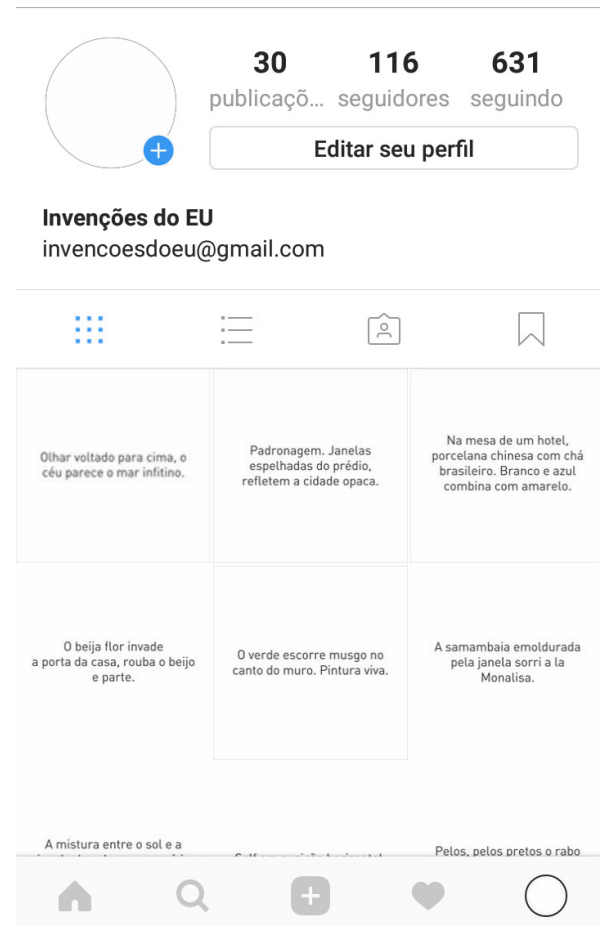 30 116 631
publicaçõ... seguidores seguindo
Editar seu perfil
Invenções do EU
invencoesdoeu@gmail.com
Olhar voltado para cima, o
céu parece o mar infitino.
Padronagem. Janelas
espelhadas do prédio,
refletem a cidade opaca.
Na mesa de um hotel,
porcelana chinesa com chá
brasileiro. Branco e azul
combina com amarelo.
O beija flor invade
a porta da casa, rouba o beijo
e parte.
O verde escorre musgo no
canto do muro. Pintura viva.
A samambaia emoldurada
pela janela sorri a la
Monalisa.
A mistura entre o sol e a
Pelos, pelos pretos o rabo